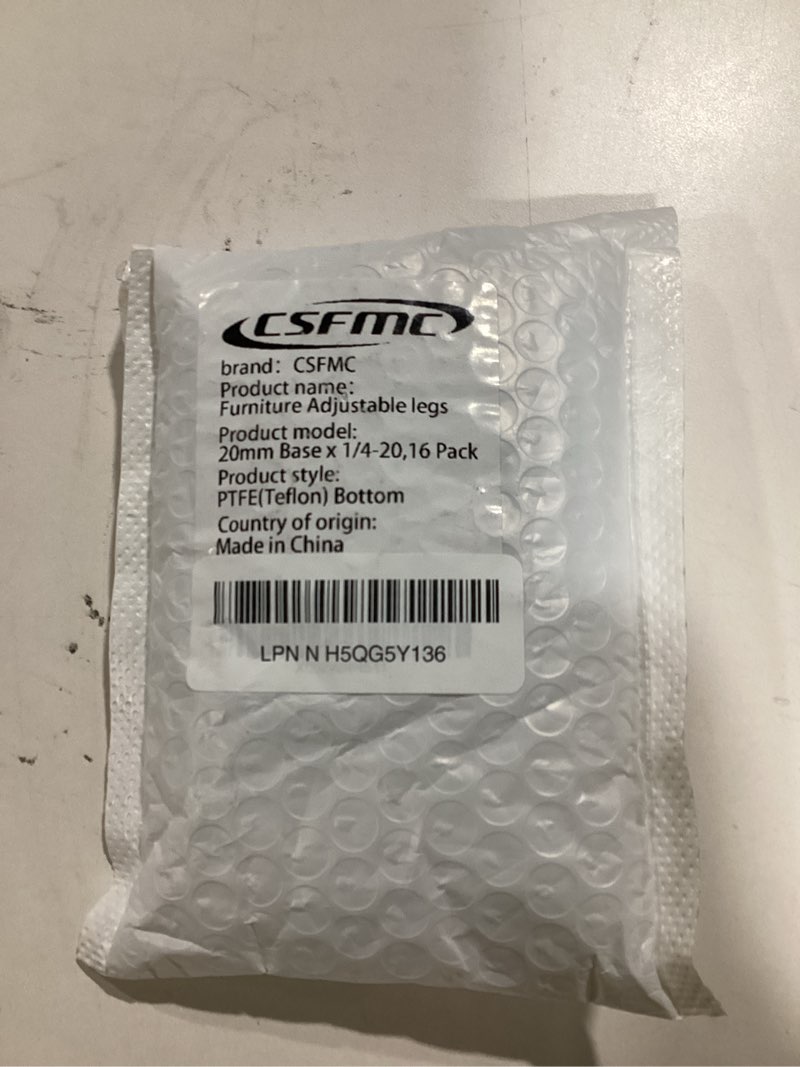 CSFMC
brand: CSFMC
Product name:
Furniture Adjustable legs
Product model:
20mm Base x 1/4-20,16 Pack
Product style:
PTFE(Teflon) Bottom
Country of origin:
Made in China
LPN N H5QG5Y136